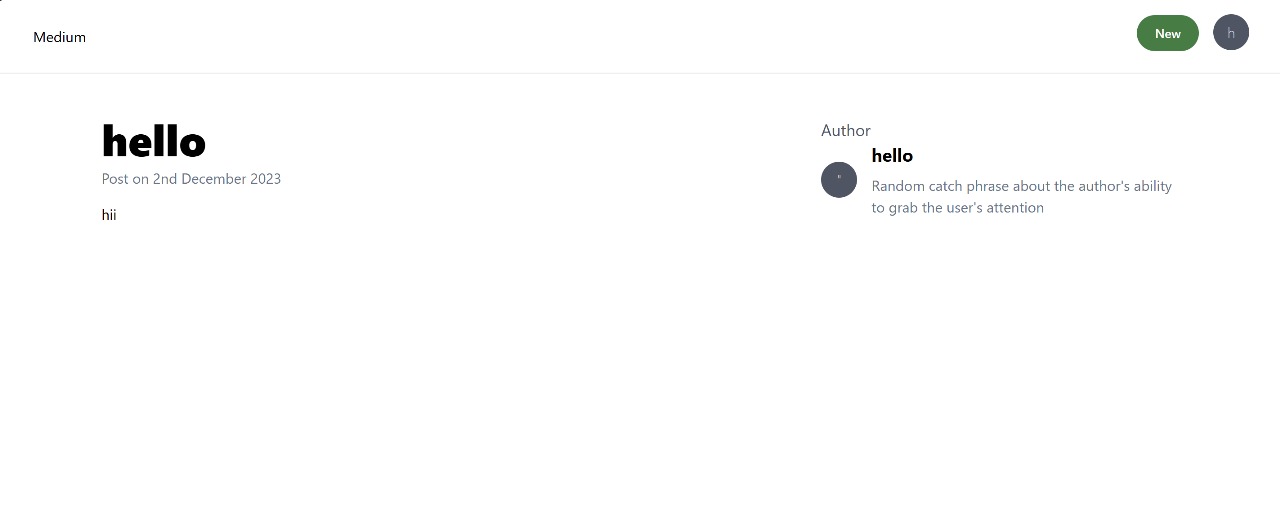 Medium
New
h
hello
Post on 2nd December 2023
hii
Author
"
hello
Random catch phrase about the author's ability
to grab the user's attention